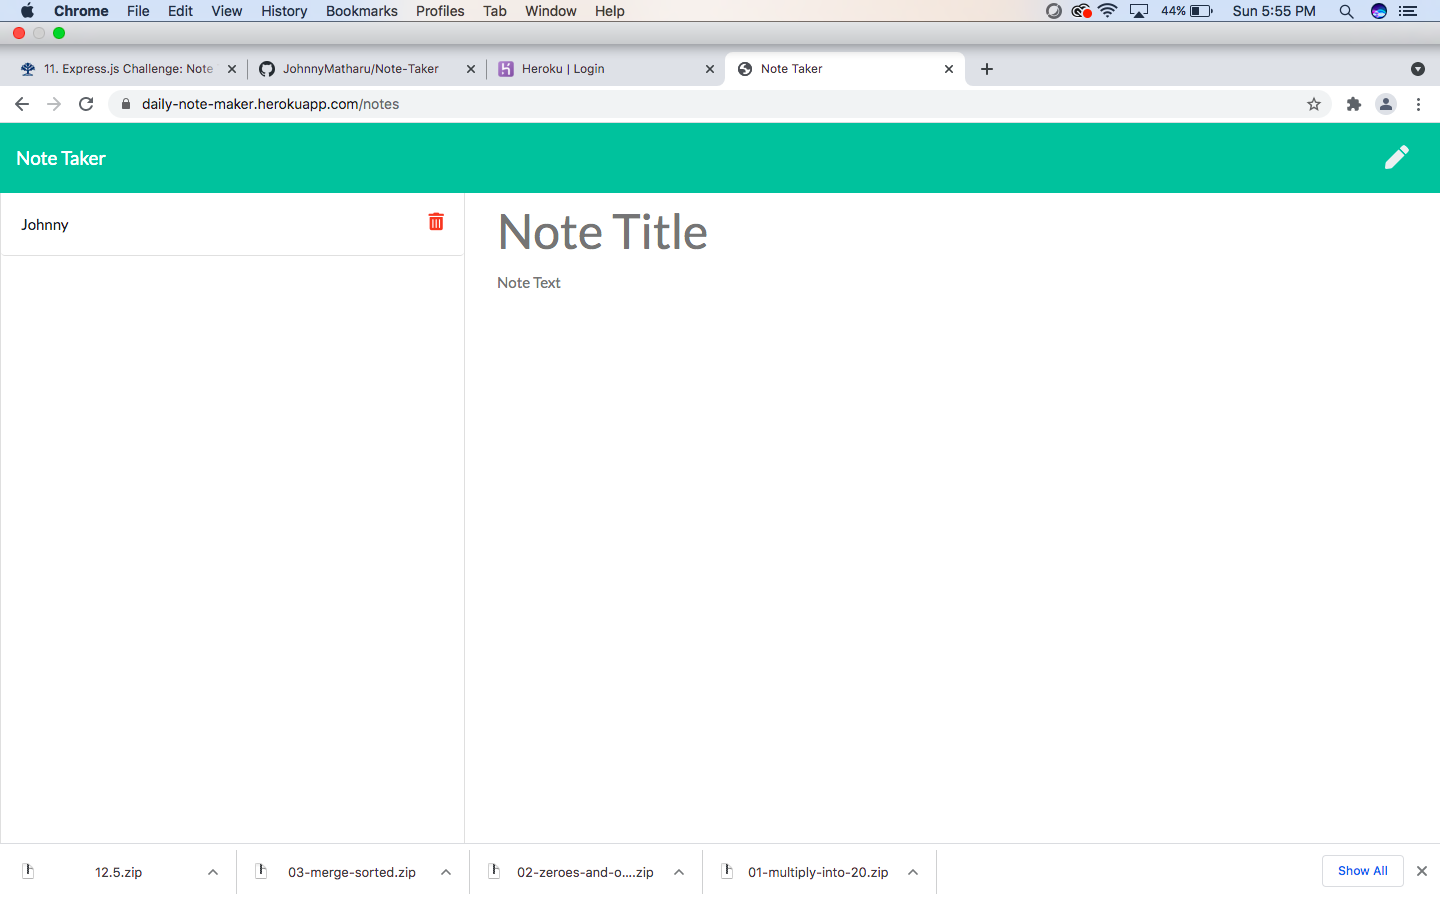 Chrome File Edit View History Bookmarks Profiles Tab Window Help 44% Sun 5:55 PM
11. Express.js Challenge: Note JohnnyMatharu/Note-Taker Heroku | Login Note Taker
daily-note-maker.herokuapp.com/notes
Note Taker
Johnny
Note Title
Note Text
12.5.zip 03-merge-sorted.zip 02-zeroes-and-o....zip 01-multiply-into-20.zip Show All